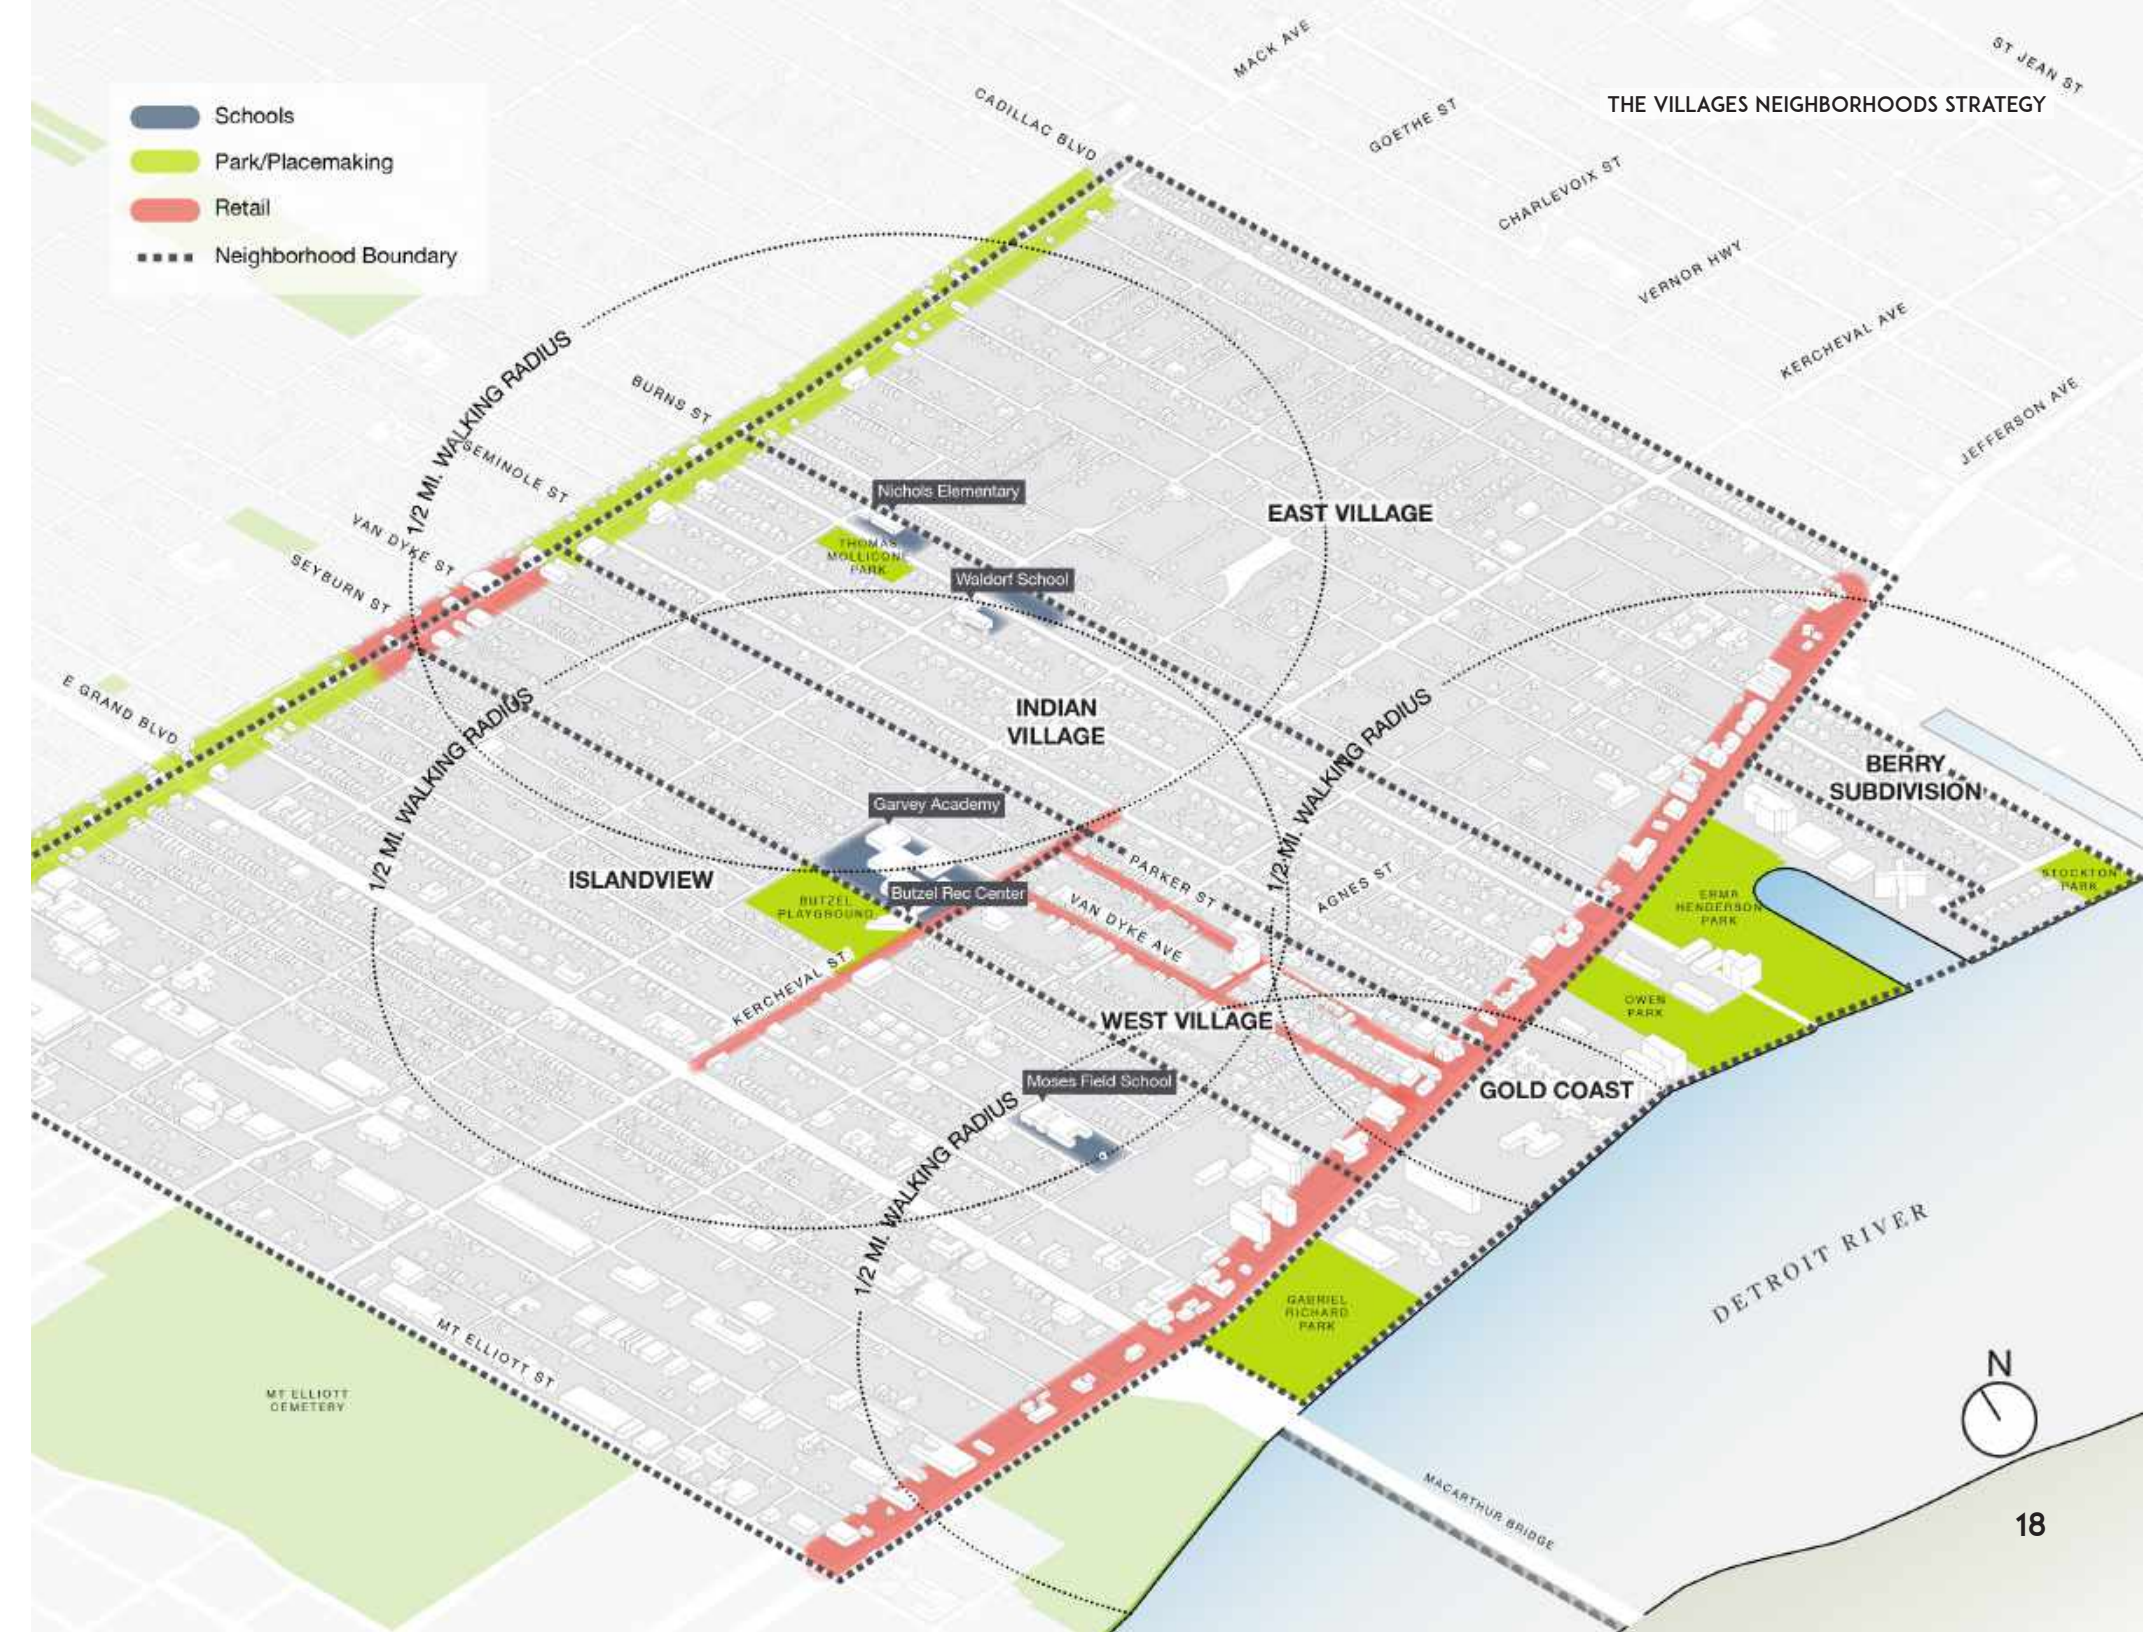 THE VILLAGES NEIGHBORHOODS STRATEGY
Schools
Park/Placemaking
Retail
Neighborhood Boundary
MACK AVE
ST JEAN ST
CADILLAC BLVD
GOETHE ST
CHARLEVOIX ST
VERNOR HWY
KERCHEVAL AVE
JEFFERSON AVE
1/2 MI. WALKING RADIUS
BURNS ST
SEMINOLE ST
VAN DYKE ST
SEYBURN ST
E GRAND BLVD
Nichols Elementary
THOMAS
MOLLICONE
PARK
Waldorf School
EAST VILLAGE
INDIAN
VILLAGE
1/2 MI. WALKING RADIUS
1/2 MI. WALKING RADIUS
BERRY
SUBDIVISION
Garvey Academy
ISLANDVIEW
Butzel Rec Center
BUTZEL
PLAYGROUND
PARKER ST
VAN DYKE AVE
AGNES ST
KERCHEVAL ST
STOCKTON
PARK
ERMA
HENDERSON
PARK
OWEN
PARK
WEST VILLAGE
Moses Field School
GOLD COAST
1/2 MI. WALKING RADIUS
DETROIT RIVER
GABRIEL
RICHARD
PARK
MT ELLIOTT ST
MT ELLIOTT
CEMETERY
N
MACARTHUR BRIDGE
18